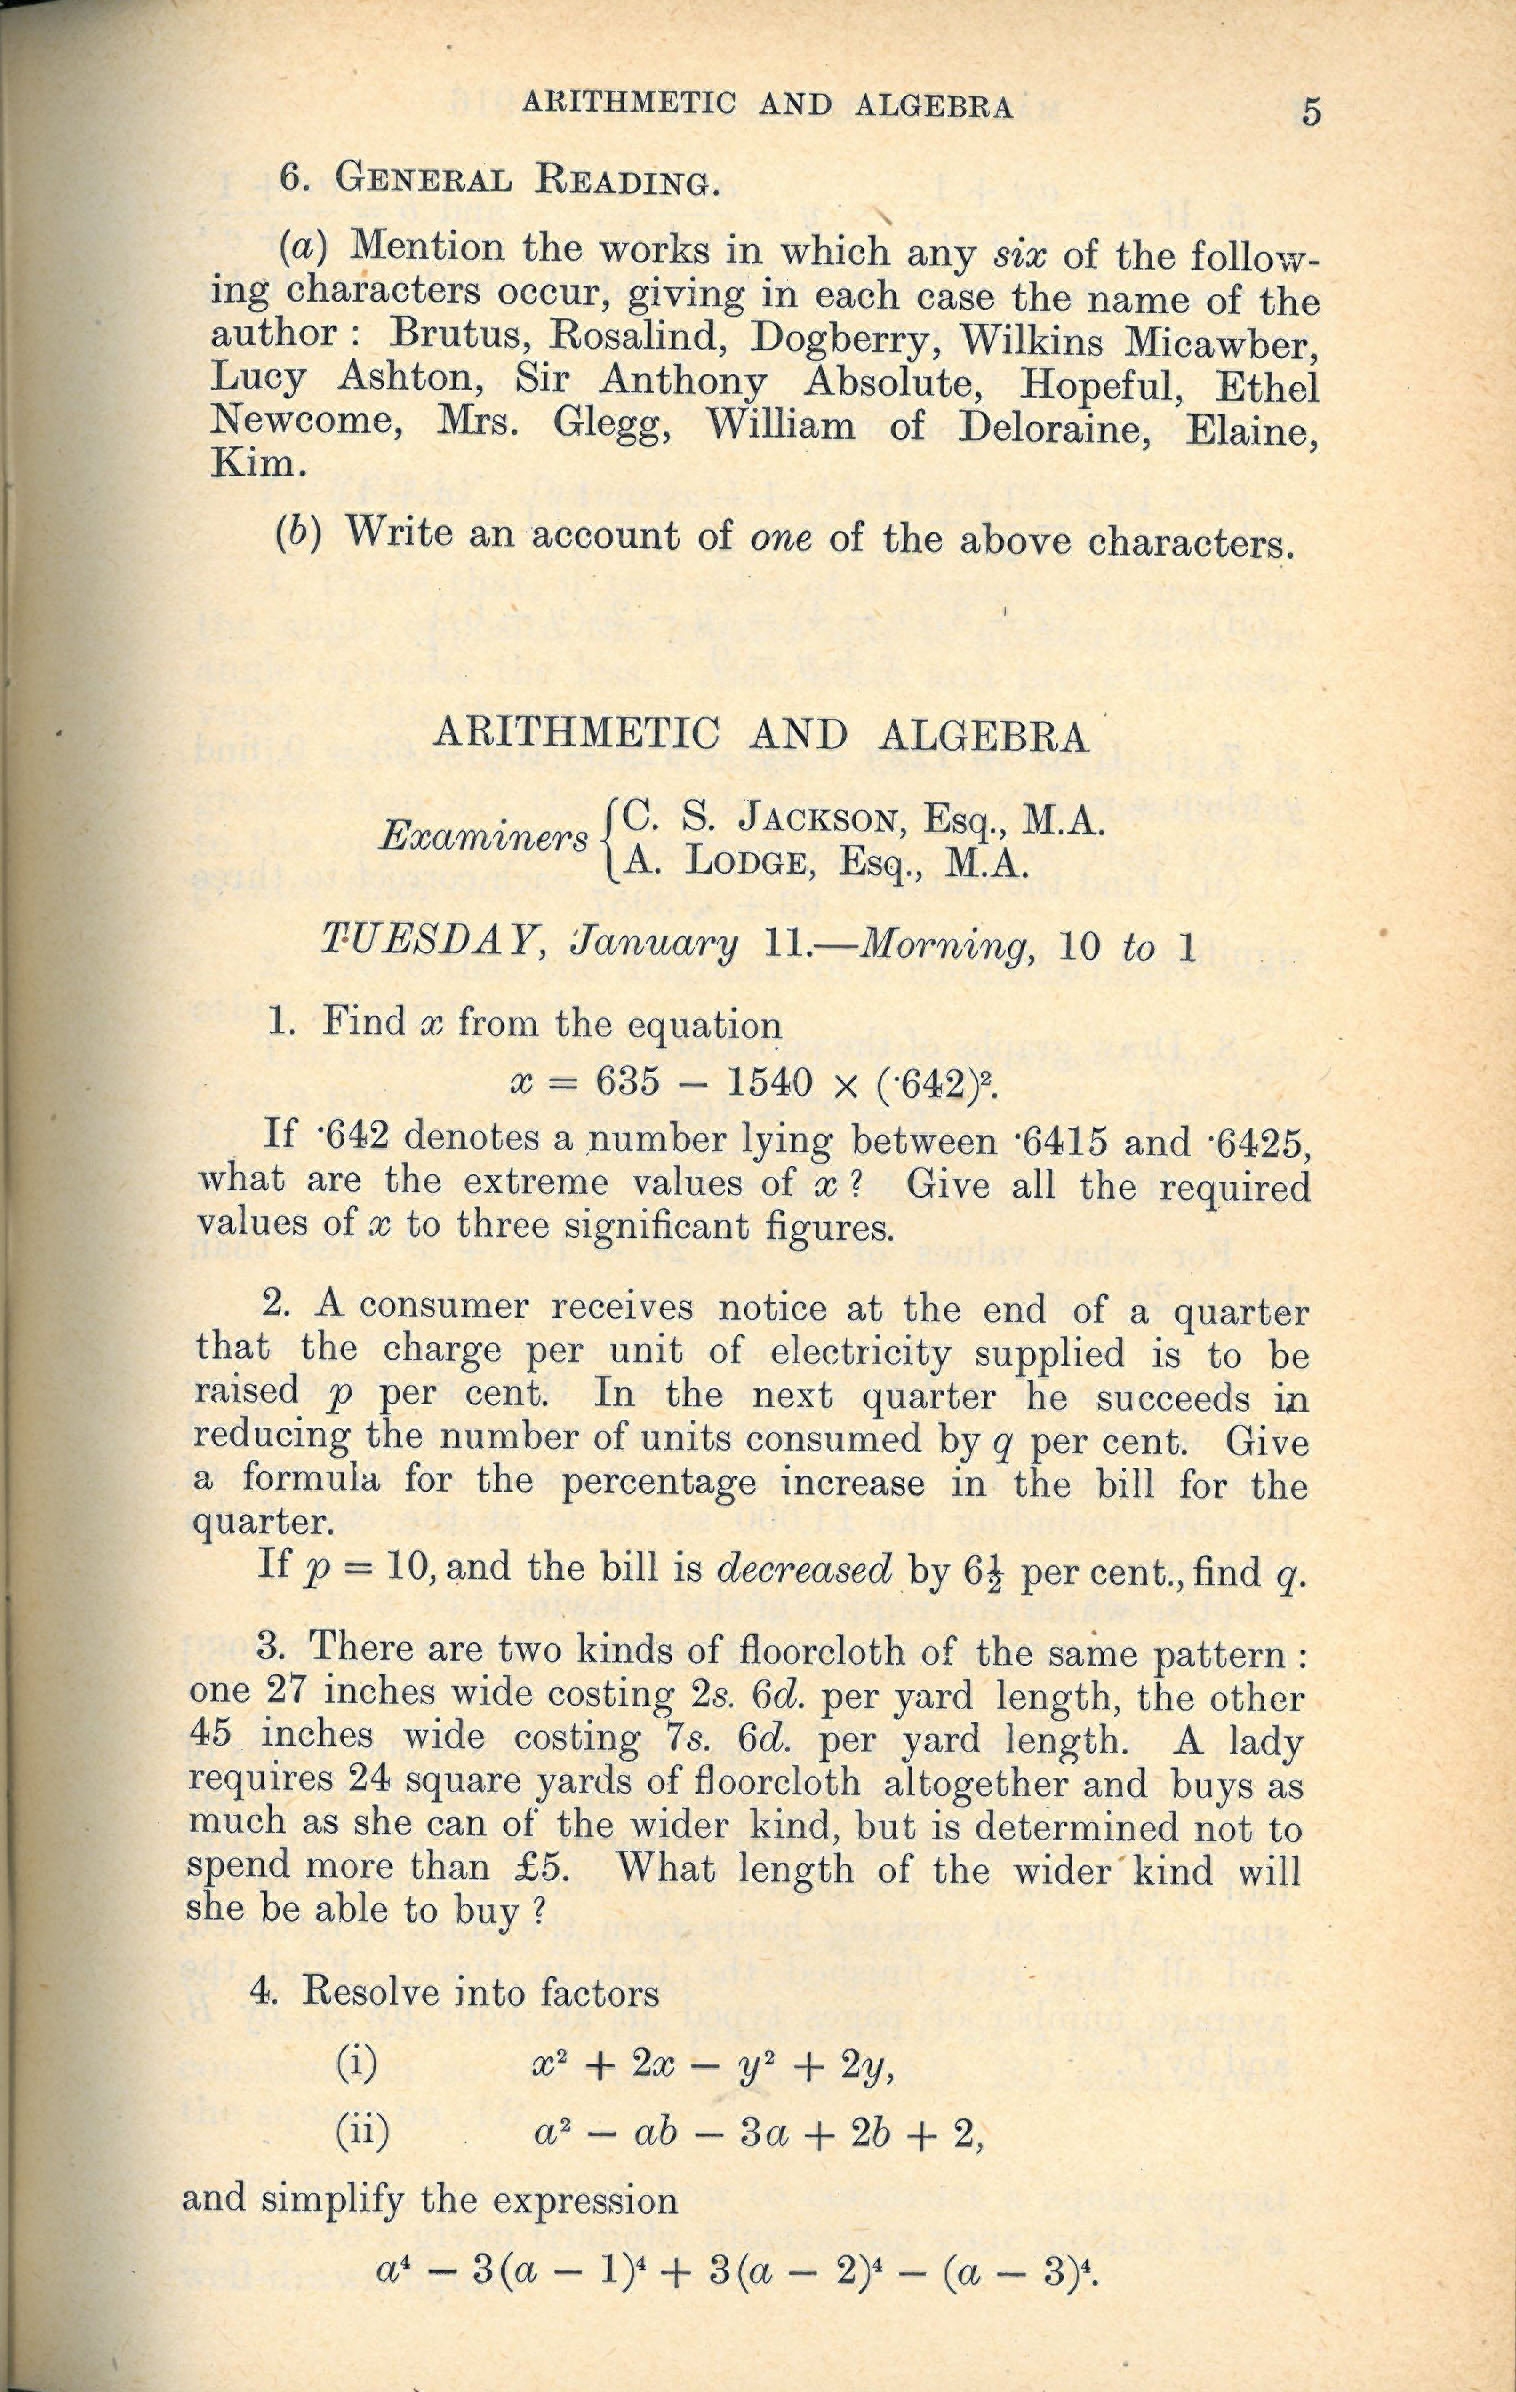 ARITHMETIC AND ALGEBRA 5
6. GENERAL READING.
(a) Mention the works in which any six of the follow-
ing characters occur, giving in each case the name of the
author : Brutus, Rosalind, Dogberry, Wilkins Micawber,
Lucy Ashton, Sir Anthony Absolute, Hopeful, Ethel
Newcome, Mrs. Glegg, William of Deloraine, Elaine,
Kim.
(b) Write an account of one of the above characters.
ARITHMETIC AND ALGEBRA
Examiners { C. S. JACKSON, Esq., M.A.
A. LODGE, Esq., M.A.
TUESDAY, January 11.—Morning, 10 to 1
1. Find x from the equation
x = 635 − 1540 × (·642)².
If ·642 denotes a number lying between ·6415 and ·6425,
what are the extreme values of x ? Give all the required
values of x to three significant figures.
2. A consumer receives notice at the end of a quarter
that the charge per unit of electricity supplied is to be
raised p per cent. In the next quarter he succeeds in
reducing the number of units consumed by q per cent. Give
a formula for the percentage increase in the bill for the
quarter.
If p = 10, and the bill is decreased by 6½ per cent., find q.
3. There are two kinds of floorcloth of the same pattern :
one 27 inches wide costing 2s. 6d. per yard length, the other
45 inches wide costing 7s. 6d. per yard length. A lady
requires 24 square yards of floorcloth altogether and buys as
much as she can of the wider kind, but is determined not to
spend more than £5. What length of the wider kind will
she be able to buy ?
4. Resolve into factors
(i) x² + 2x − y² + 2y,
(ii) a² − ab − 3a + 2b + 2,
and simplify the expression
a⁴ − 3(a − 1)⁴ + 3(a − 2)⁴ − (a − 3)⁴.